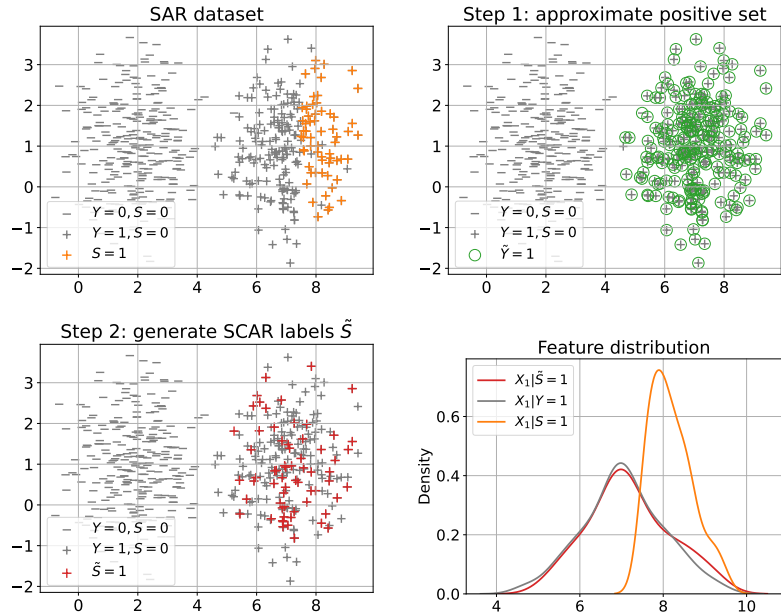 SAR dataset
3
2
1
0
−1
−2
0 2 4 6 8
Y = 0, S = 0
Y = 1, S = 0
S = 1
Step 1: approximate positive set
3
2
1
0
−1
−2
0 2 4 6 8
Y = 0, S = 0
Y = 1, S = 0
Ỹ = 1
Step 2: generate SCAR labels S̃
3
2
1
0
−1
−2
0 2 4 6 8
Y = 0, S = 0
Y = 1, S = 0
S̃ = 1
Feature distribution
Density
0.6
0.4
0.2
0.0
4 6 8 10
X₁|S̃ = 1
X₁|Y = 1
X₁|S = 1